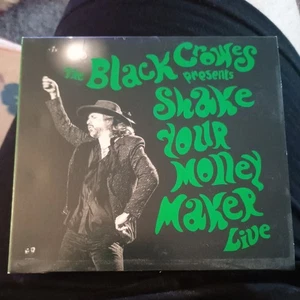 The Black Crowes
presents
Shake
Your
Money
Maker
Live